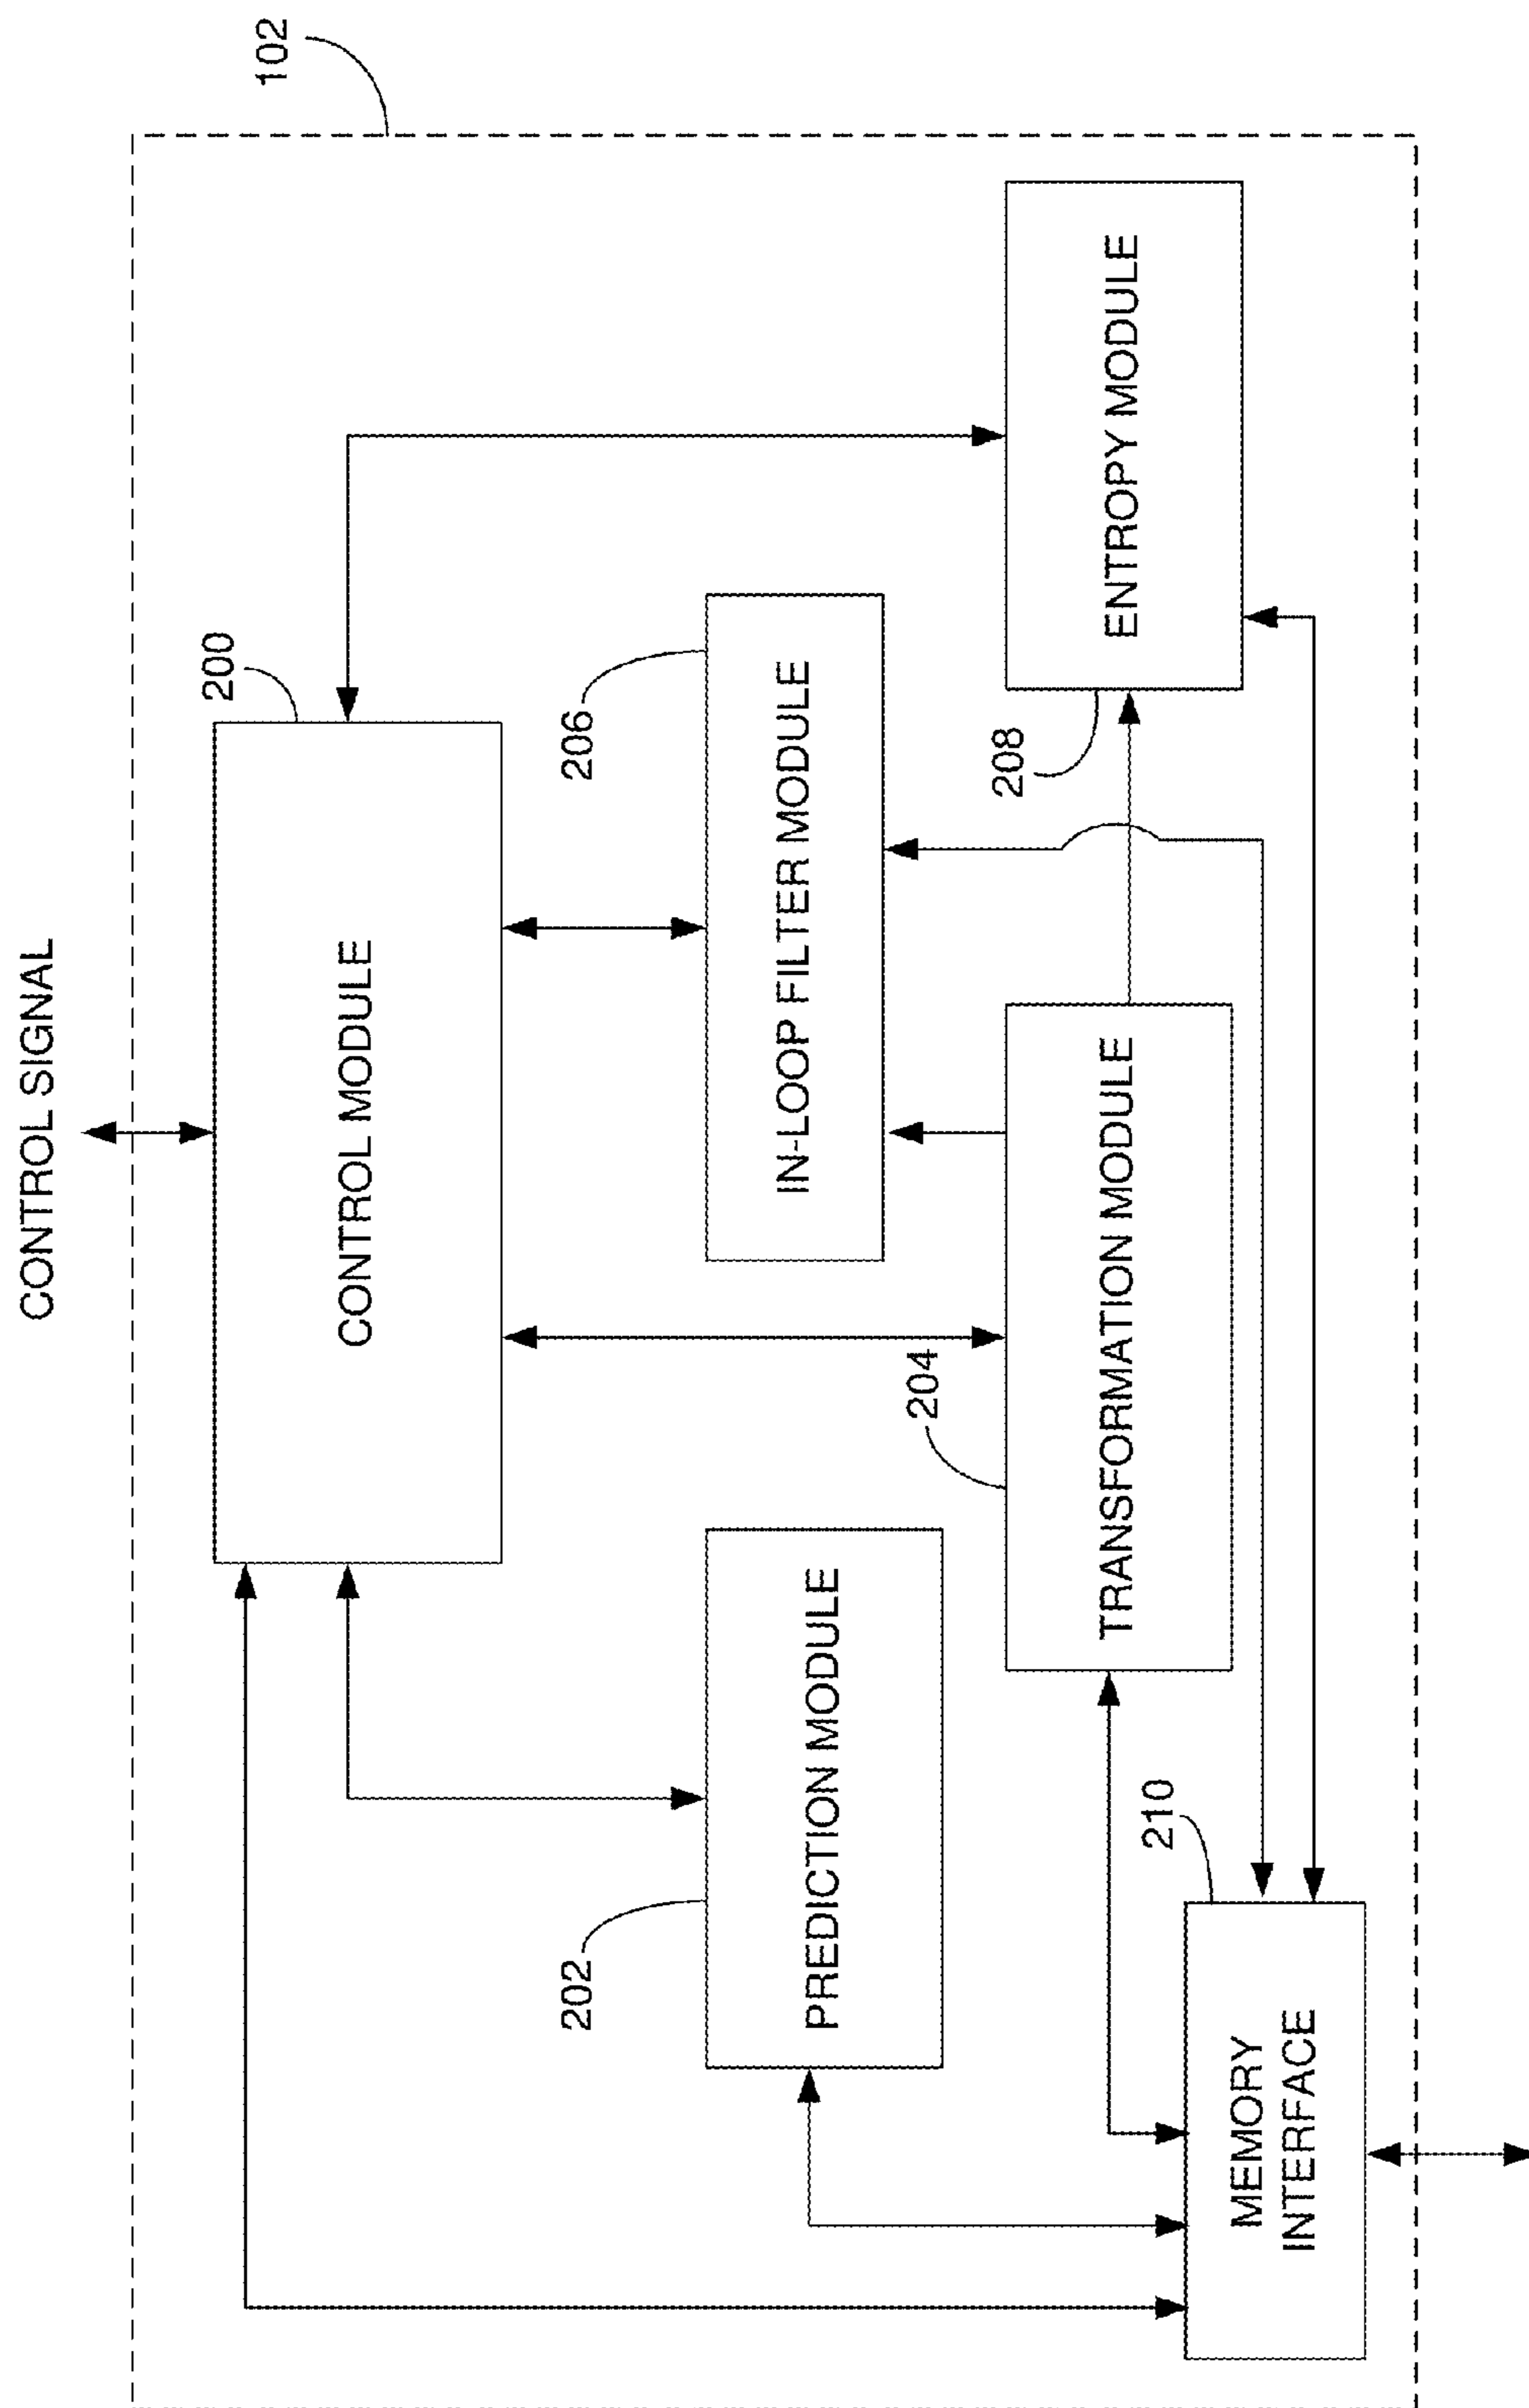 CONTROL SIGNAL
102
200
CONTROL MODULE
202
206
PREDICTION MODULE
IN-LOOP FILTER MODULE
204
208
TRANSFORMATION MODULE
ENTROPY MODULE
210
MEMORY
INTERFACE